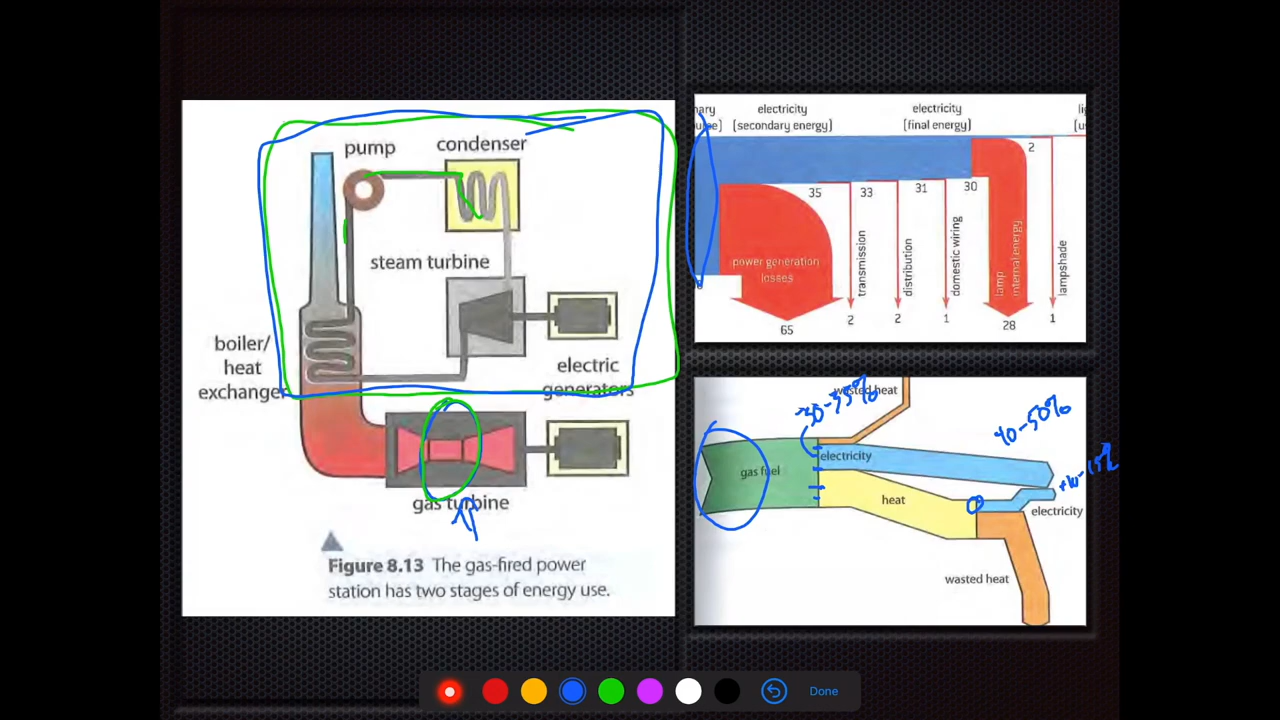 pump
condenser
steam turbine
boiler/
heat
exchanger
electric
generators
gas turbine
Figure 8.13 The gas-fired power
station has two stages of energy use.
electricity
[secondary energy]
electricity
[final energy]
2
35
33
31
30
power generation
losses
transmission
distribution
domestic wiring
lamp
internal energy
lampshade
65
2
2
1
28
1
wasted heat
30-35%
40-50%
gas fuel
electricity
heat
+10-15%
electricity
wasted heat
Done